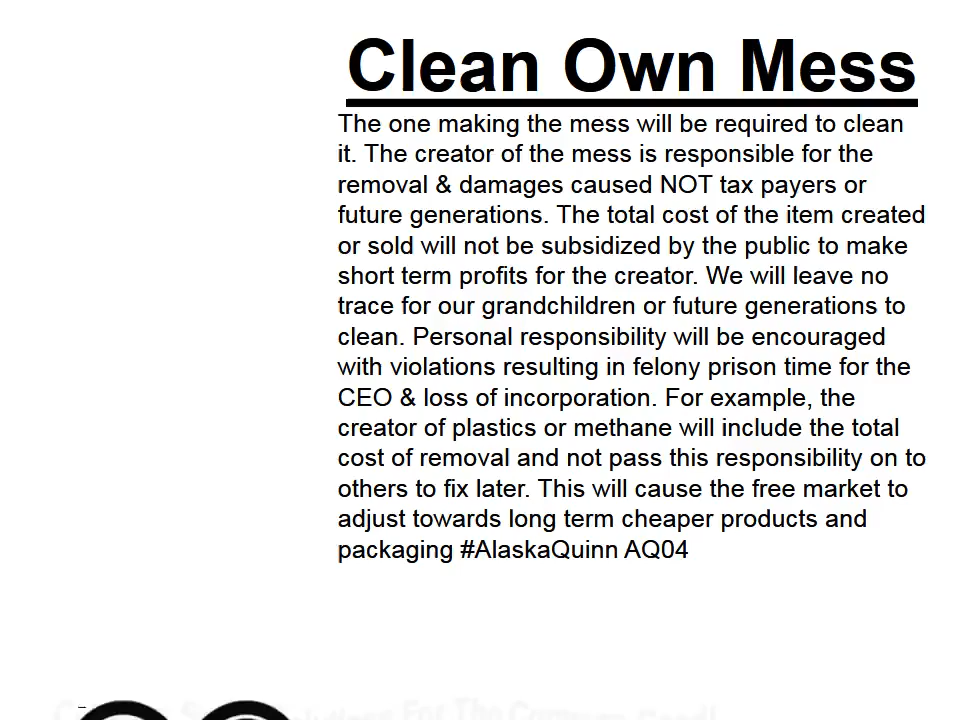 Clean Own Mess
The one making the mess will be required to clean
it. The creator of the mess is responsible for the
removal & damages caused NOT tax payers or
future generations. The total cost of the item created
or sold will not be subsidized by the public to make
short term profits for the creator. We will leave no
trace for our grandchildren or future generations to
clean. Personal responsibility will be encouraged
with violations resulting in felony prison time for the
CEO & loss of incorporation. For example, the
creator of plastics or methane will include the total
cost of removal and not pass this responsibility on to
others to fix later. This will cause the free market to
adjust towards long term cheaper products and
packaging #AlaskaQuinn AQ04
For The Common Good!